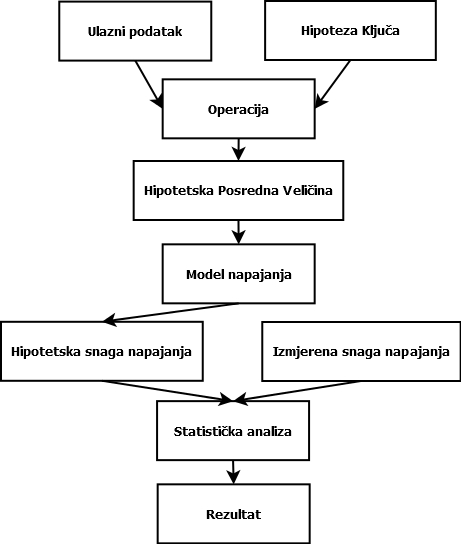 Ulazni podatak
Hipoteza Ključa
Operacija
Hipotetska Posredna Veličina
Model napajanja
Hipotetska snaga napajanja
Izmjerena snaga napajanja
Statistička analiza
Rezultat